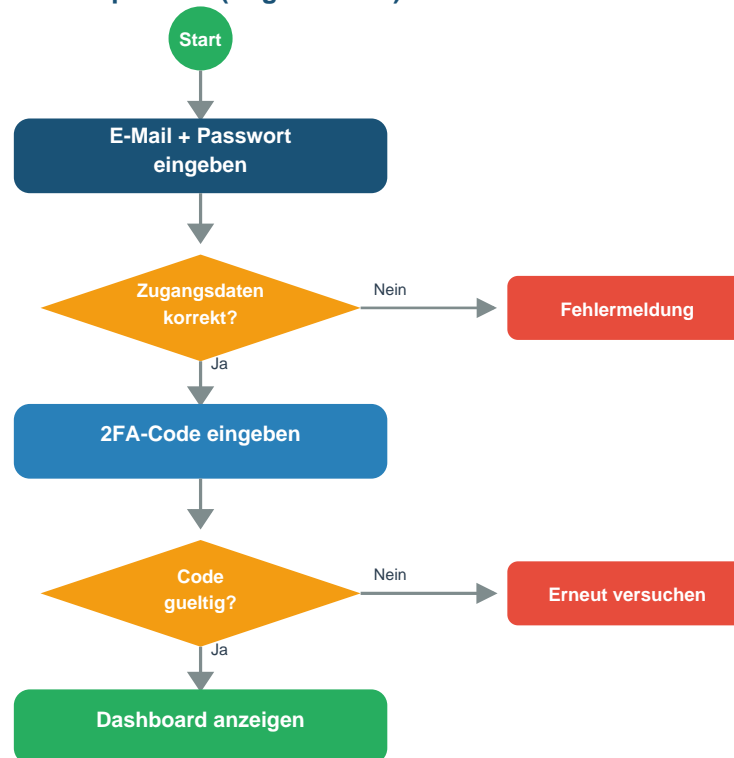 Start
E-Mail + Passwort
eingeben
Zugangsdaten
korrekt?
Nein
Fehlermeldung
Ja
2FA-Code eingeben
Code
gueltig?
Nein
Erneut versuchen
Ja
Dashboard anzeigen